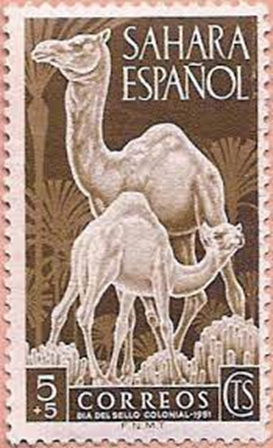 SAHARA
ESPAÑOL
5
+5
CORREOS
CTS
DIA DEL SELLO COLONIAL-1951
F.N.M.T.